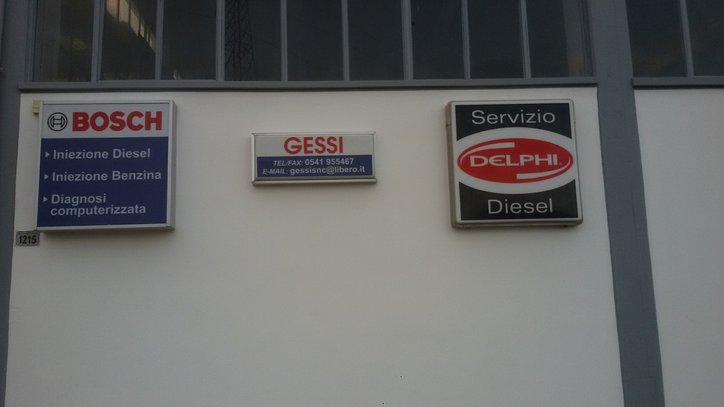 BOSCH
Iniezione Diesel
Iniezione Benzina
Diagnosi
computerizzata
1215
GESSI
TEL/FAX: 0541 955467
E-MAIL: gessisnc@libero.it
Servizio
DELPHI
Diesel